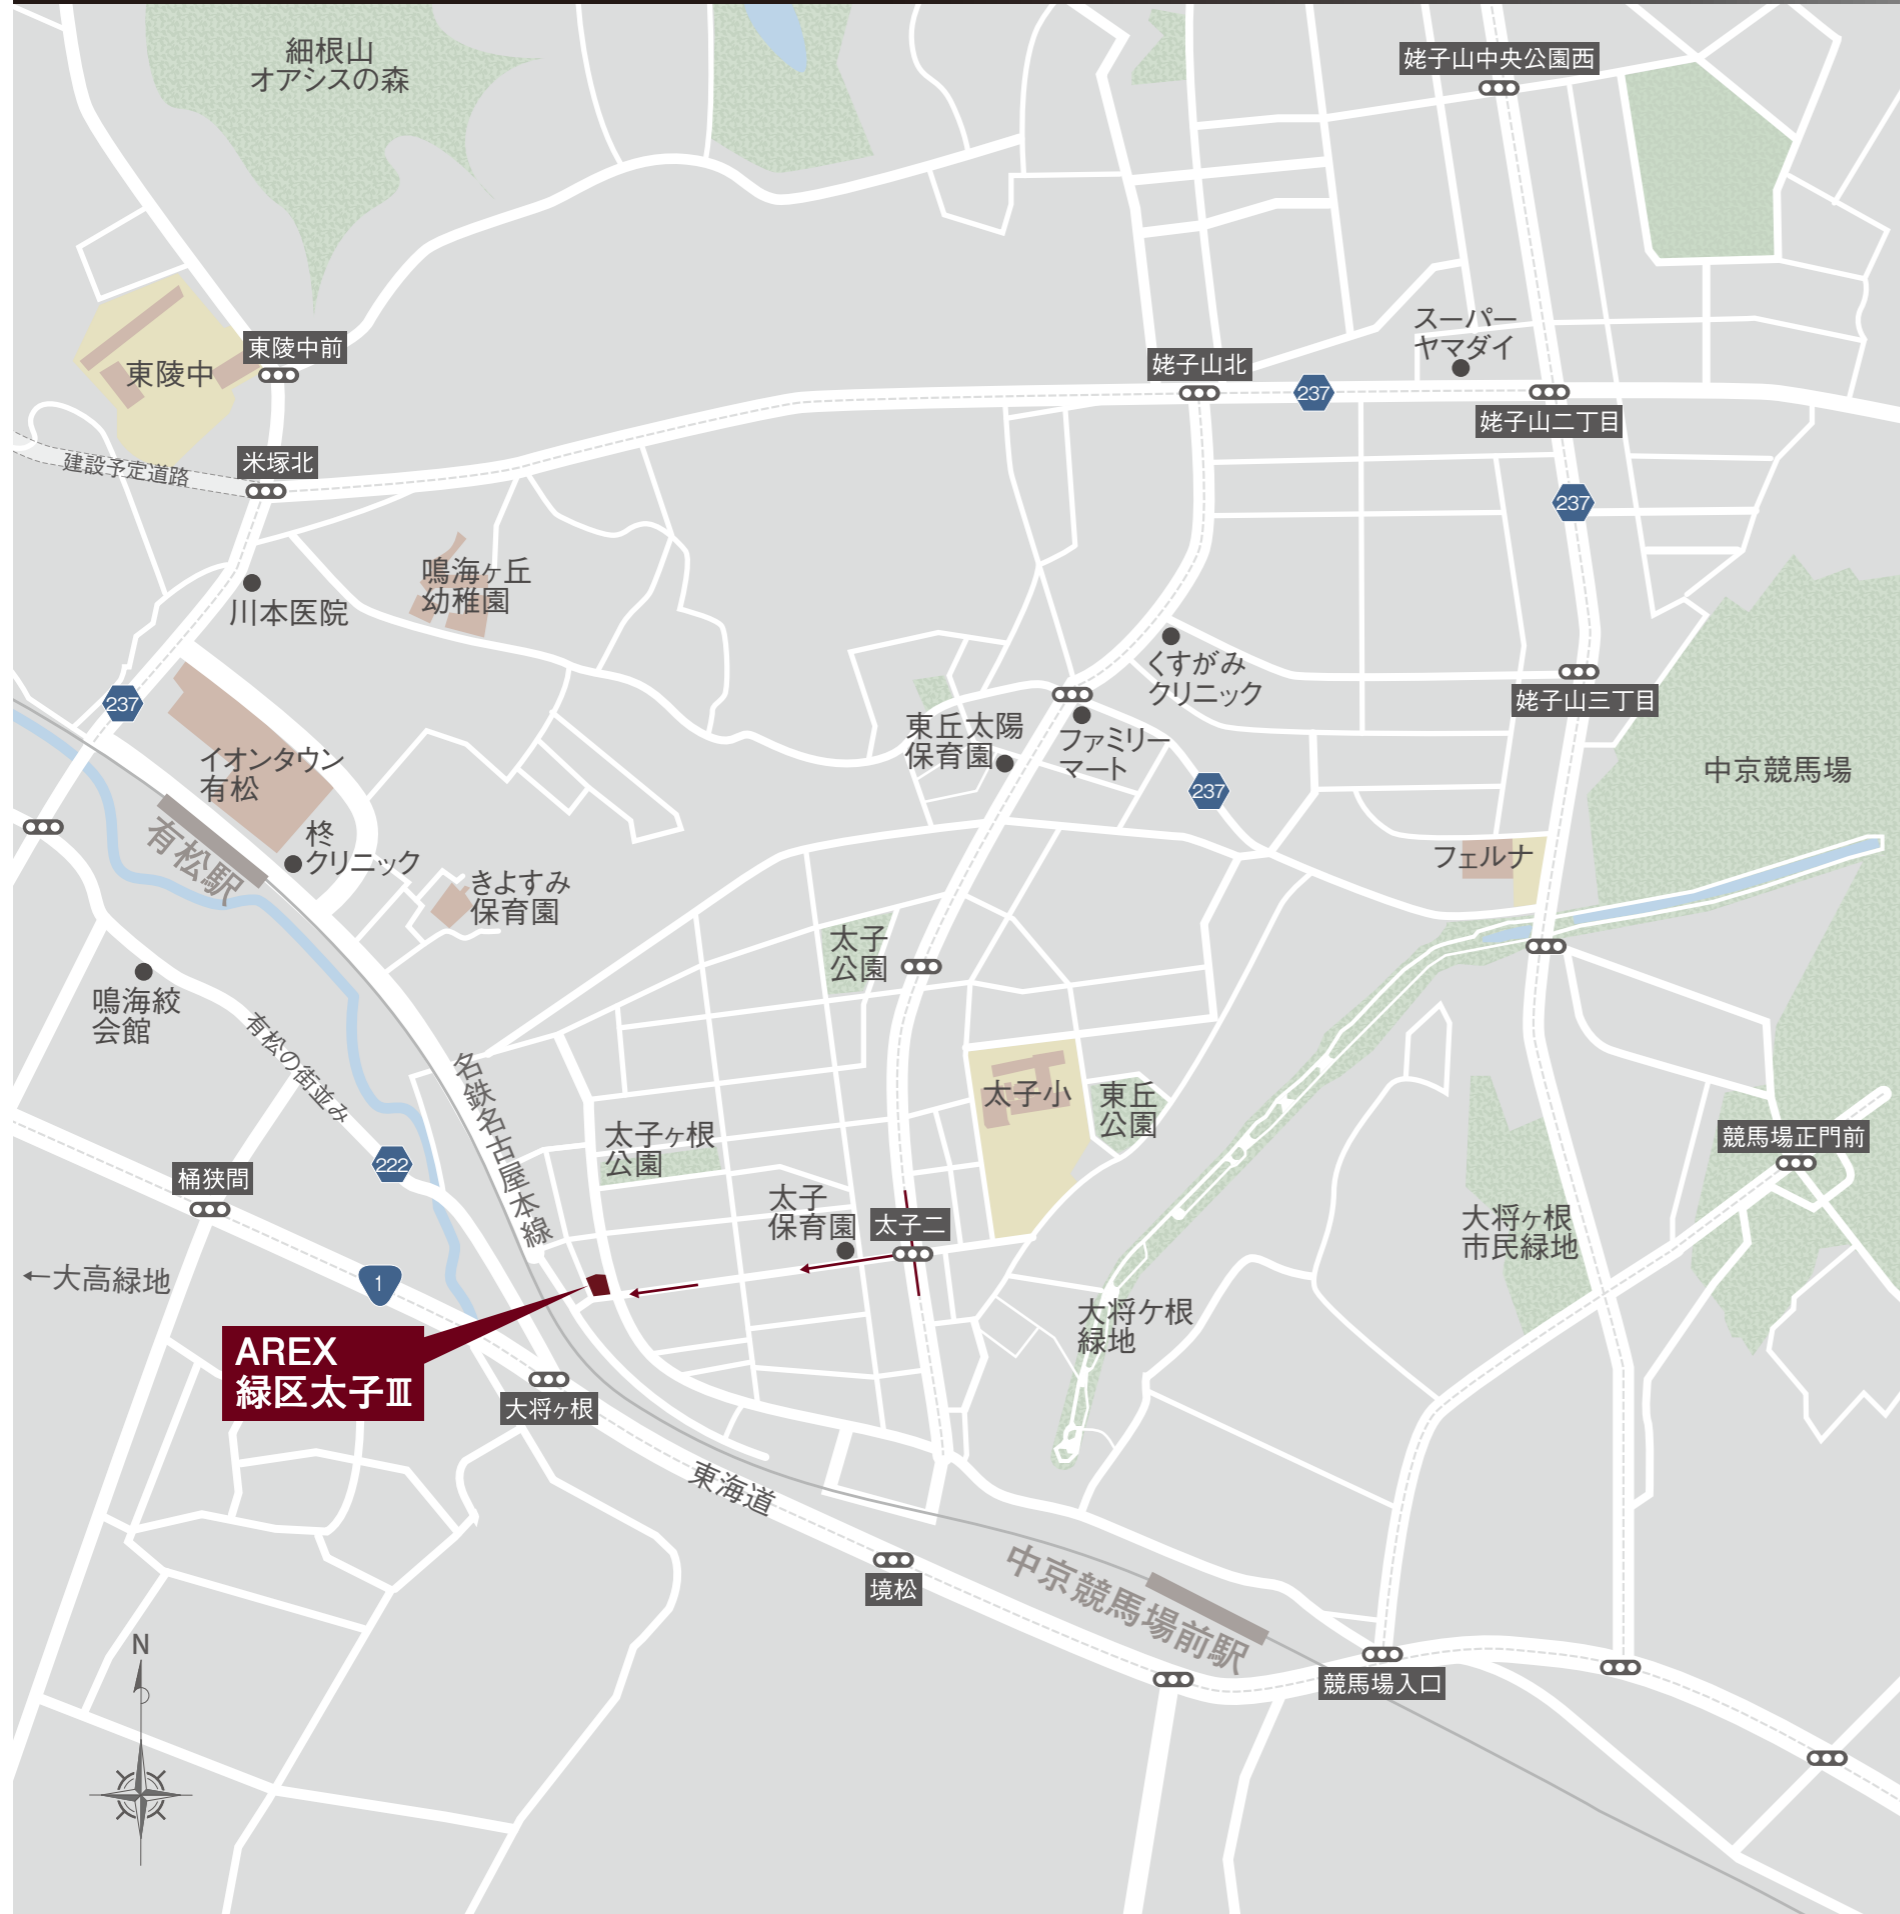 細根山
オアシスの森
姥子山中央公園西
東陵中前
東陵中
スーパー
ヤマダイ
姥子山北
237
姥子山二丁目
米塚北
建設予定道路
237
鳴海ヶ丘
幼稚園
川本医院
くすがみ
クリニック
姥子山三丁目
237
東丘太陽
保育園
ファミリー
マート
イオンタウン
有松
中京競馬場
237
柊
クリニック
有松駅
フェルナ
きよすみ
保育園
太子
公園
鳴海絞
会館
有松の街並み
名鉄名古屋本線
太子小
東丘
公園
太子ヶ根
公園
競馬場正門前
222
桶狭間
太子
保育園
太子二
大将ヶ根
市民緑地
←大高緑地
1
大将ケ根
緑地
AREX
緑区太子Ⅲ
大将ヶ根
東海道
境松
中京競馬場前駅
N
競馬場入口